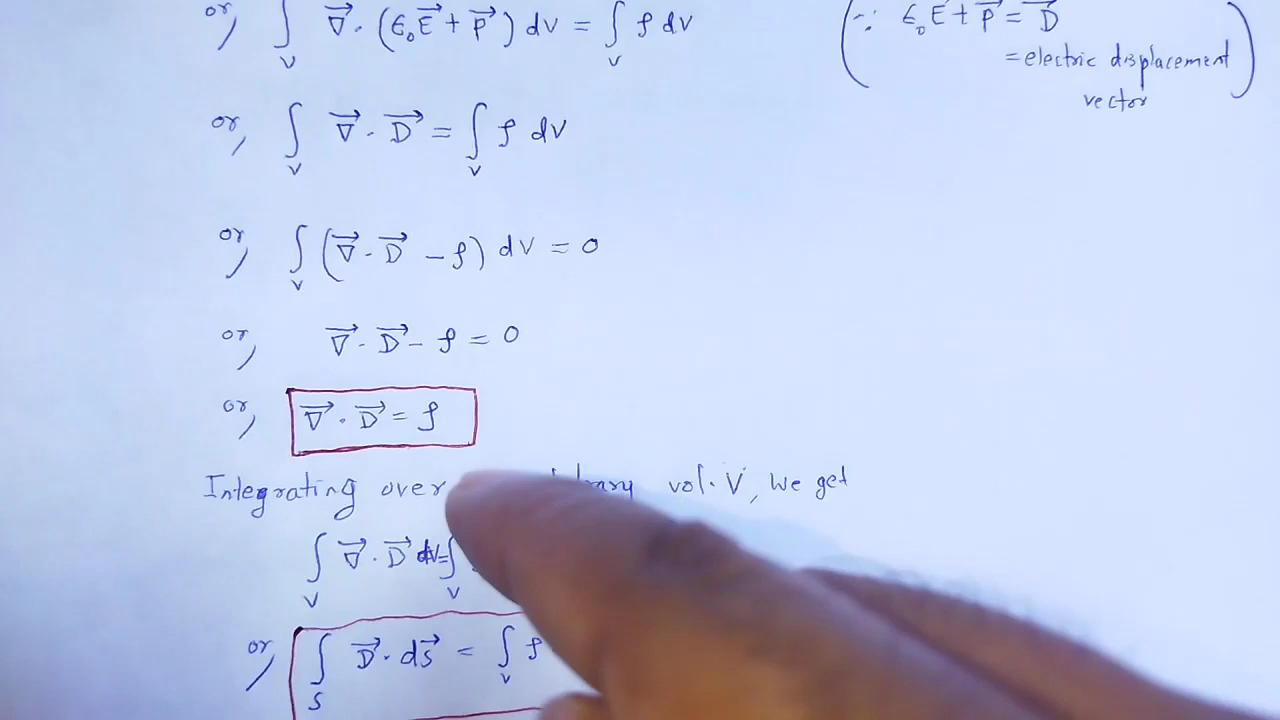 or, ∫_V ∇⃗ · (ε₀E⃗ + P⃗) dv = ∫_V ρ dv (∵ ε₀E + P⃗ = D⃗
= electric displacement
vector)
or, ∫_V ∇⃗ · D⃗ = ∫_V ρ dv
or, ∫_V (∇⃗ · D⃗ - ρ) dv = 0
or, ∇⃗ · D⃗ - ρ = 0
or, ∇⃗ · D⃗ = ρ
Integrating over vol. V, we get
∫_V ∇⃗ · D⃗ dv = ∫_V
or, ∫_S D⃗ · ds⃗ = ∫_V ρ